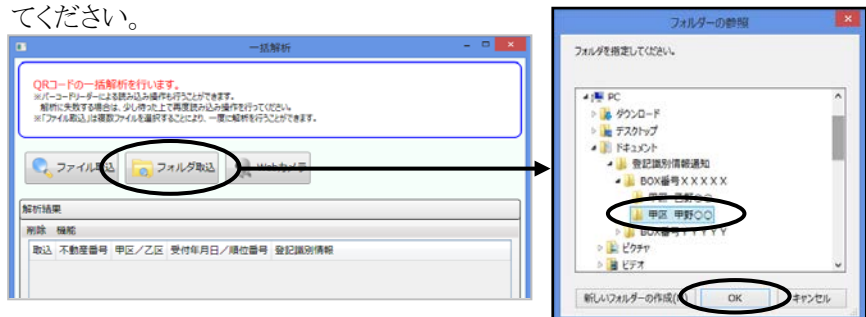 てください。
一括解析
QRコードの一括解析を行います。
※バーコードリーダーによる読み込み操作も行うことができます。
解析に失敗する場合は、少し待った上で再度読み込み操作を行ってください。
※「ファイル取込」は複数ファイルを選択することにより、一度に解析を行うことができます。
ファイル取込
フォルダ取込
Webカメラ
解析結果
削除 機能
取込 不動産番号 甲区/乙区 受付年月日/順位番号 登記識別情報
フォルダーの参照
フォルダを指定してください。
PC
ダウンロード
デスクトップ
ドキュメント
登記識別情報通知
BOX番号XXXXX
甲区 乙野○○
甲区 甲野○○
BOX番号YYYYY
ピクチャ
ビデオ
新しいフォルダーの作成(N)
OK
キャンセル